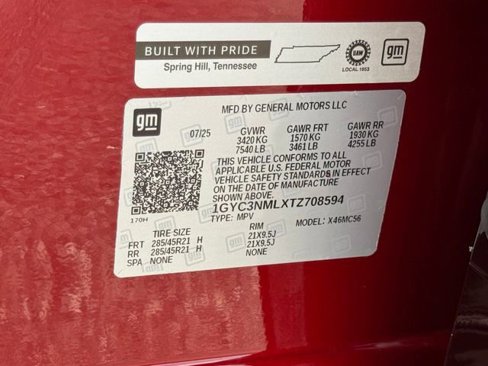 BUILT WITH PRIDE
Spring Hill, Tennessee
UAW
LOCAL 1853
gm
gm
MFD BY GENERAL MOTORS LLC
07/25 GVWR GAWR FRT GAWR RR
3420 KG 1570 KG 1930 KG
7540 LB 3461 LB 4255 LB
THIS VEHICLE CONFORMS TO ALL
APPLICABLE U.S. FEDERAL MOTOR
VEHICLE SAFETY STANDARDS IN EFFECT
ON THE DATE OF MANUFACTURE
SHOWN ABOVE.
1GYC3NMLXTZ708594
170H TYPE: MPV MODEL: X46MC56
TIRE SIZE RIM
FRT 285/45R21 H 21X9.5J
RR 285/45R21 H 21X9.5J
SPA NONE NONE